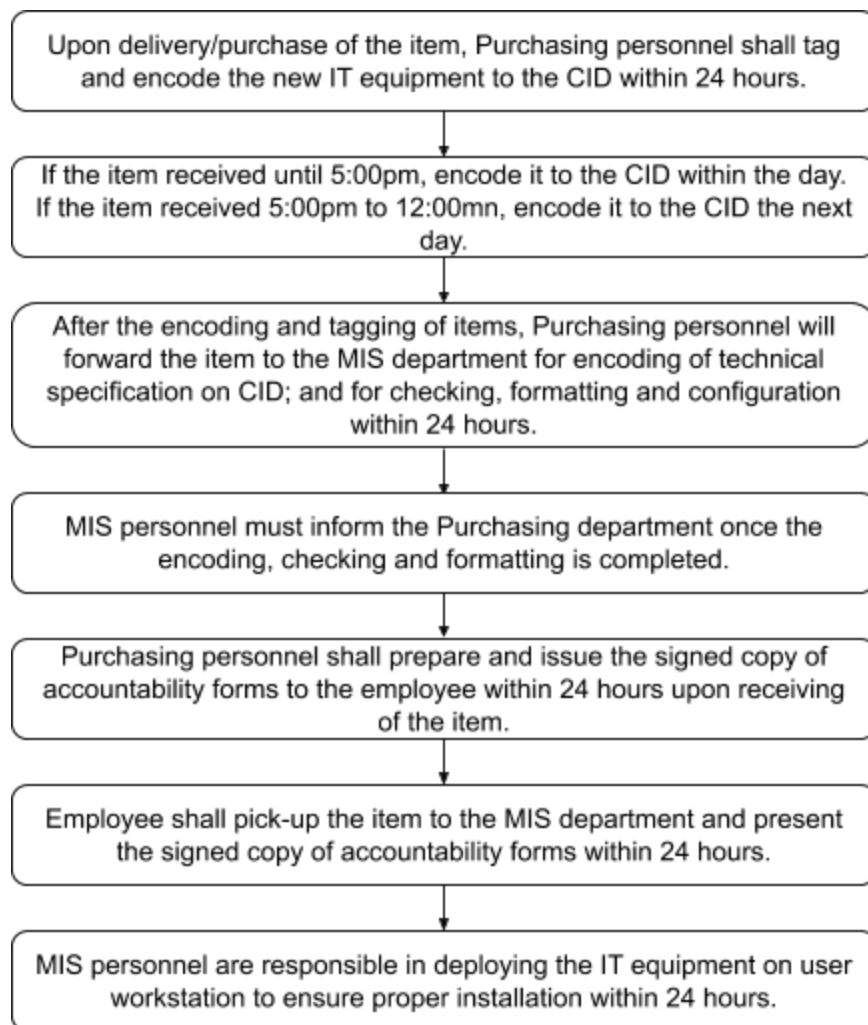 Upon delivery/purchase of the item, Purchasing personnel shall tag
and encode the new IT equipment to the CID within 24 hours.
If the item received until 5:00pm, encode it to the CID within the day.
If the item received 5:00pm to 12:00mn, encode it to the CID the next
day.
After the encoding and tagging of items, Purchasing personnel will
forward the item to the MIS department for encoding of technical
specification on CID; and for checking, formatting and configuration
within 24 hours.
MIS personnel must inform the Purchasing department once the
encoding, checking and formatting is completed.
Purchasing personnel shall prepare and issue the signed copy of
accountability forms to the employee within 24 hours upon receiving
of the item.
Employee shall pick-up the item to the MIS department and present
the signed copy of accountability forms within 24 hours.
MIS personnel are responsible in deploying the IT equipment on user
workstation to ensure proper installation within 24 hours.